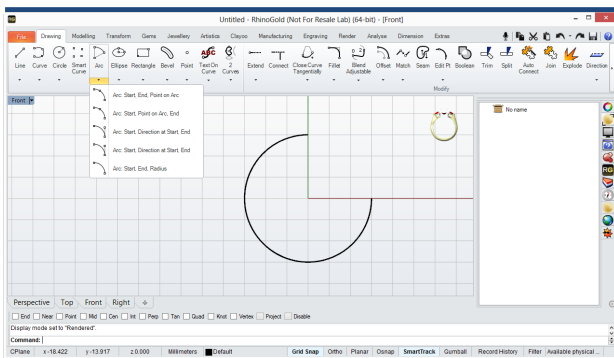 Untitled - RhinoGold (Not For Resale Lab) (64-bit) - [Front]
File Drawing Modelling Transform Gems Jewellery Artistics Clayoo Manufacturing Engraving Render Analyse Dimension Extras
Line Curve Circle Smart Curve Arc Ellipse Rectangle Bevel Point Text On Curve 2 Curves Extend Connect Close Curve Tangentially Fillet Blend Adjustable Offset Match Seam Edit Pt Boolean Trim Split Auto Connect Join Explode Direction
Modify
Front
Arc: Start, End, Point on Arc
Arc: Start, Point on Arc, End
Arc: Start, Direction at Start, End
Arc: Start, Direction at Start, End
Arc: Start, End, Radius
No name
RG
Perspective Top Front Right
End Near Point Mid Cen Int Perp Tan Quad Knot Vertex Project Disable
Display mode set to "Rendered".
Command:
CPlane x -18.422 y -13.917 z 0.000 Millimeters Default Grid Snap Ortho Planar Osnap SmartTrack Gumball Record History Filter Available physical...